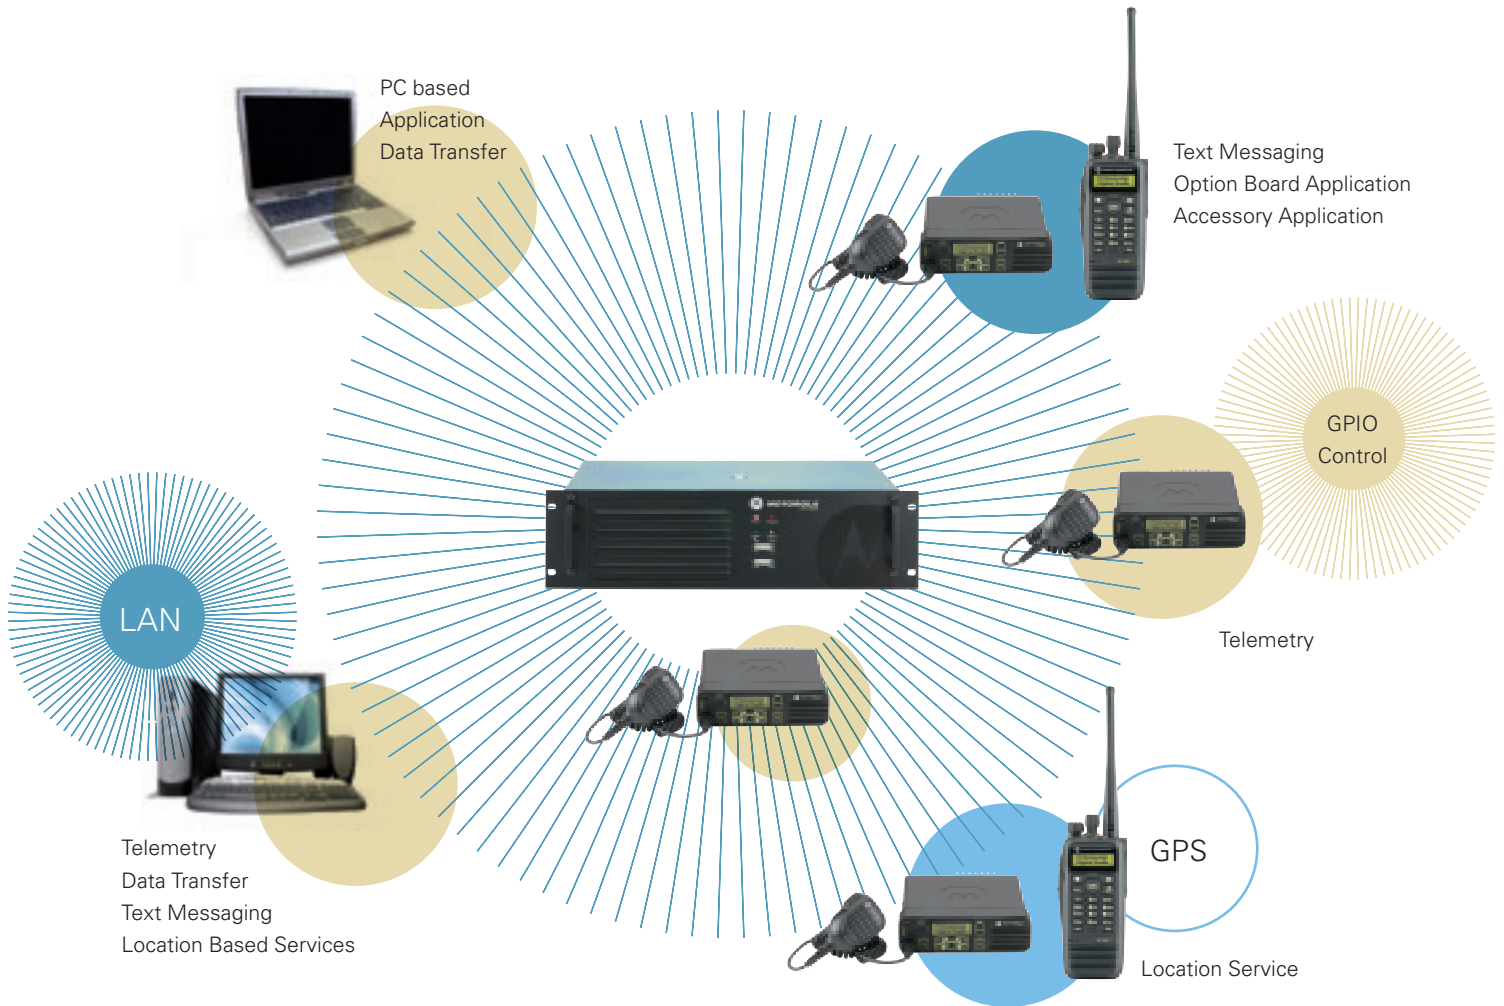 PC based
Application
Data Transfer
Text Messaging
Option Board Application
Accessory Application
GPIO
Control
MOTOROLA
LAN
Telemetry
GPS
Telemetry
Data Transfer
Text Messaging
Location Based Services
Location Service